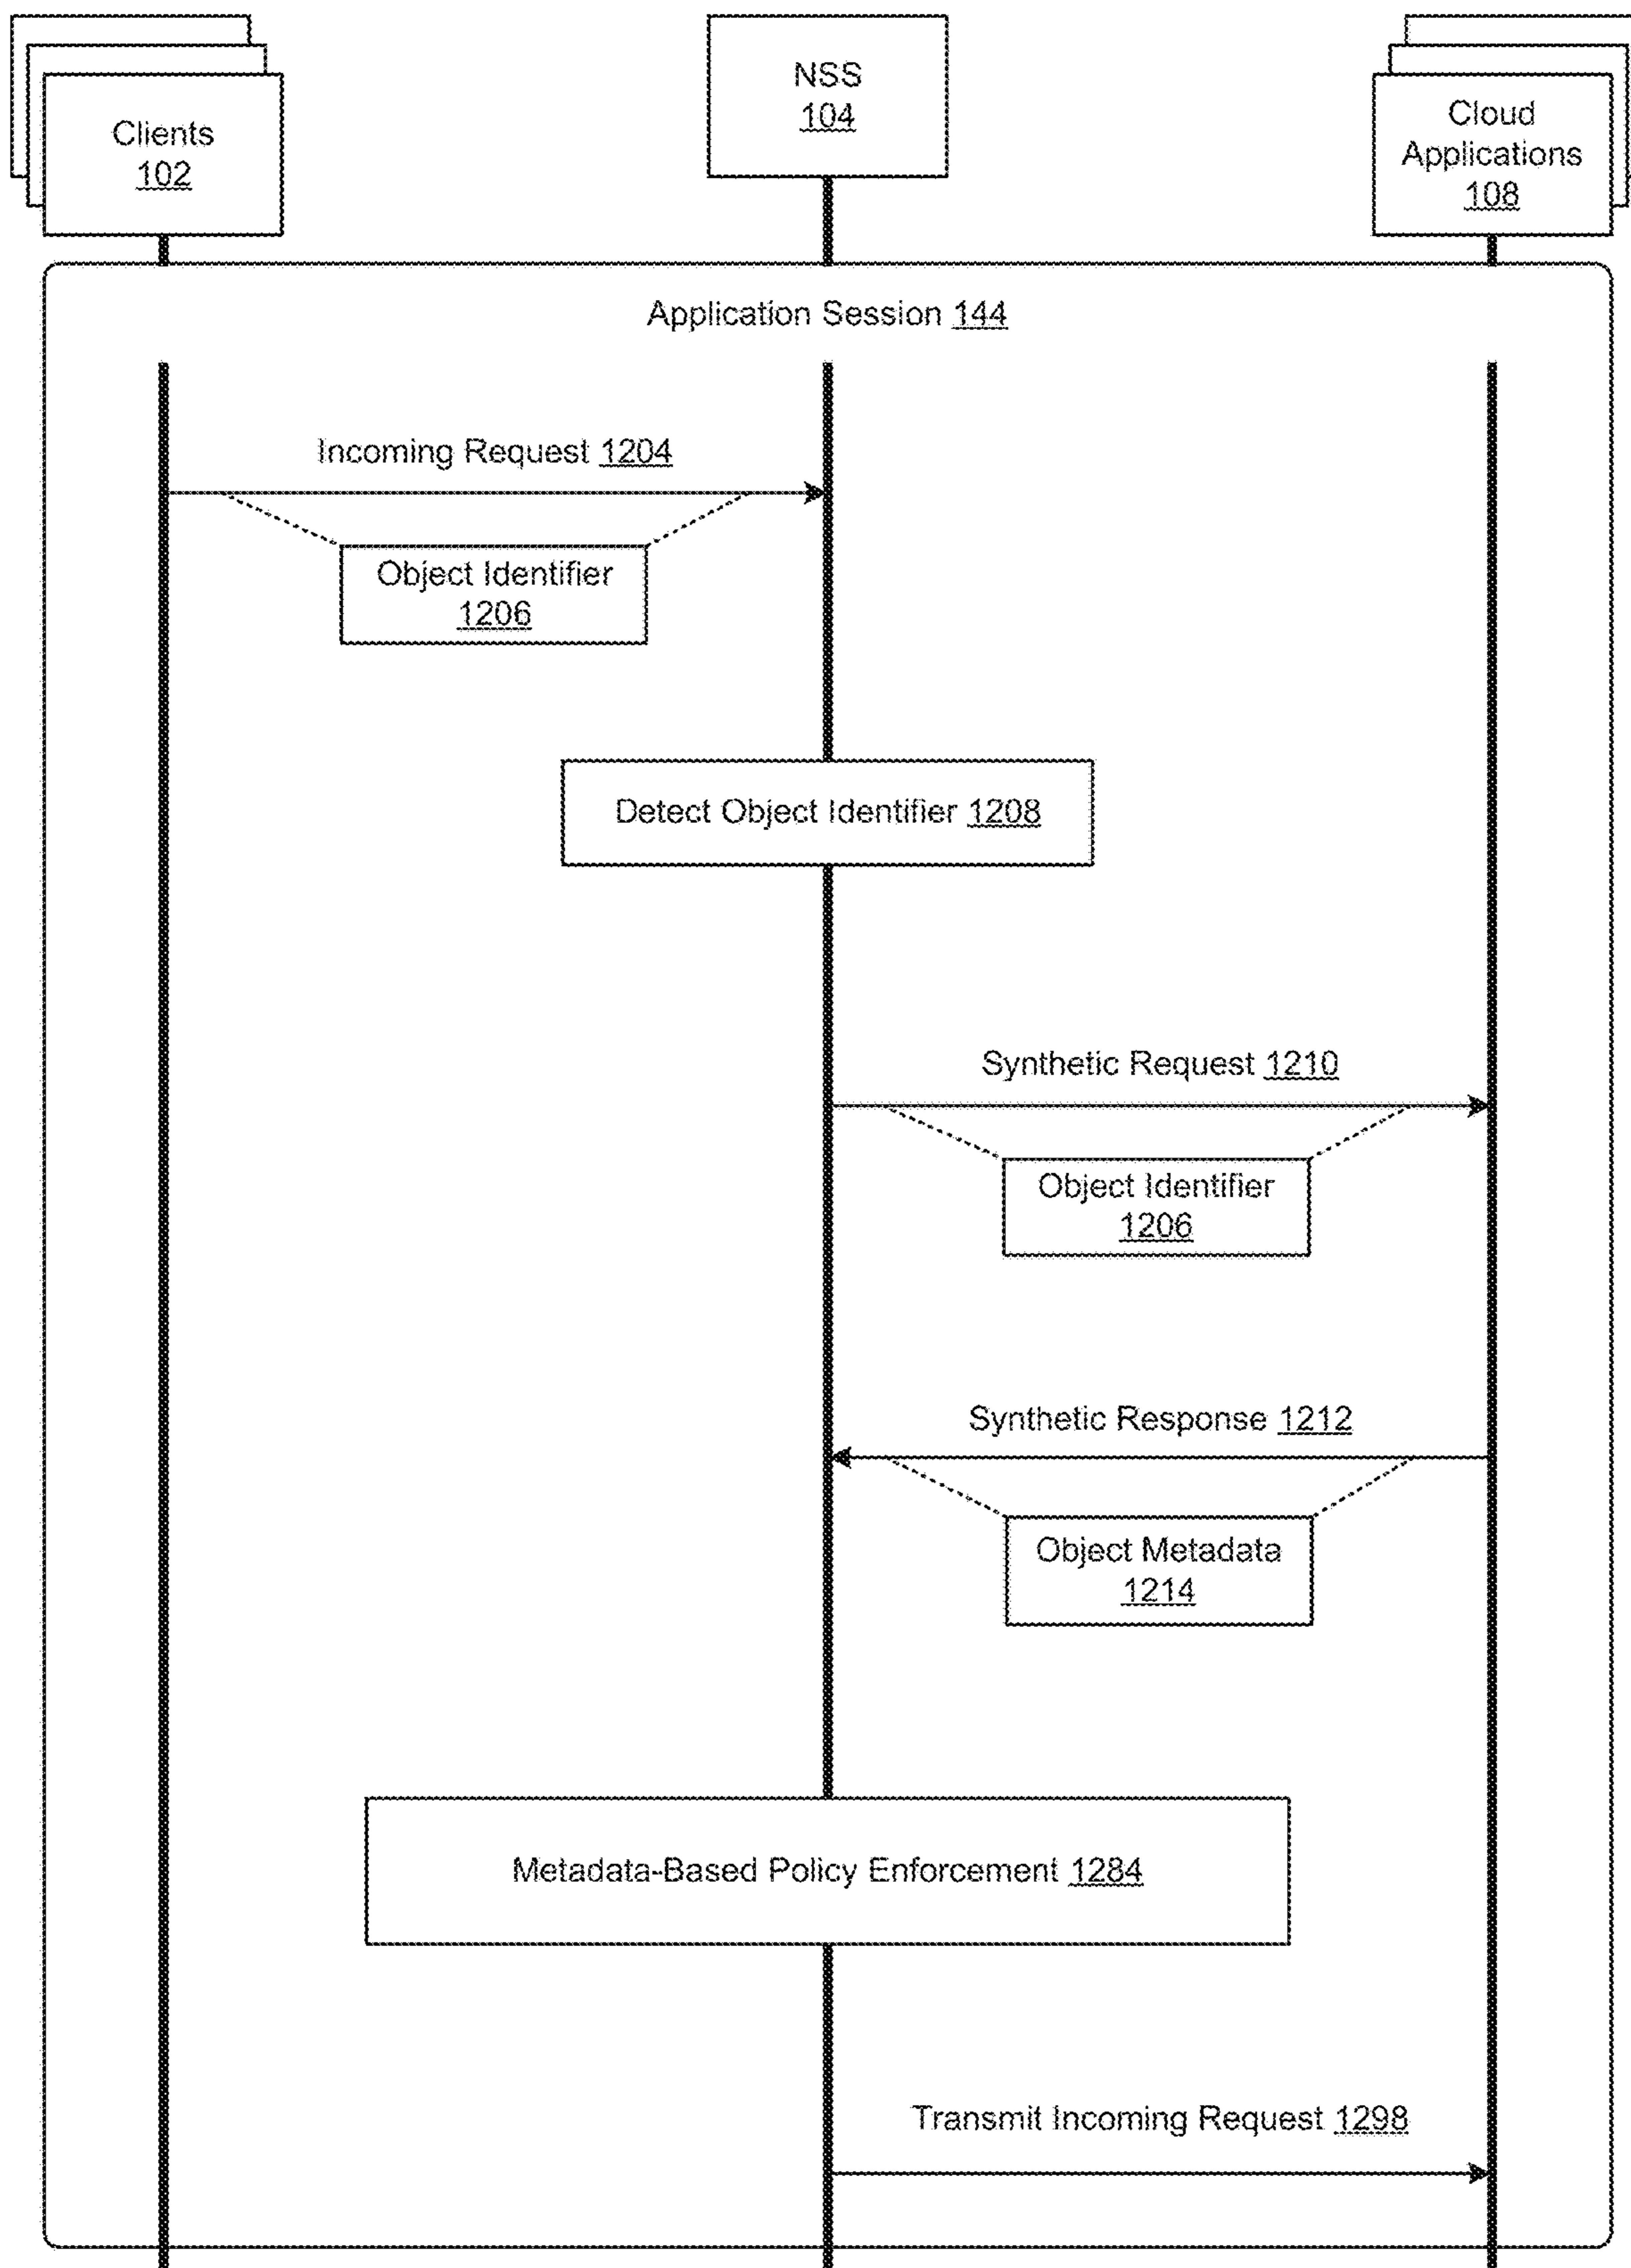 Clients
102
NSS
104
Cloud
Applications
108
Application Session 144
Incoming Request 1204
Object Identifier
1206
Detect Object Identifier 1208
Synthetic Request 1210
Object Identifier
1206
Synthetic Response 1212
Object Metadata
1214
Metadata-Based Policy Enforcement 1284
Transmit Incoming Request 1298